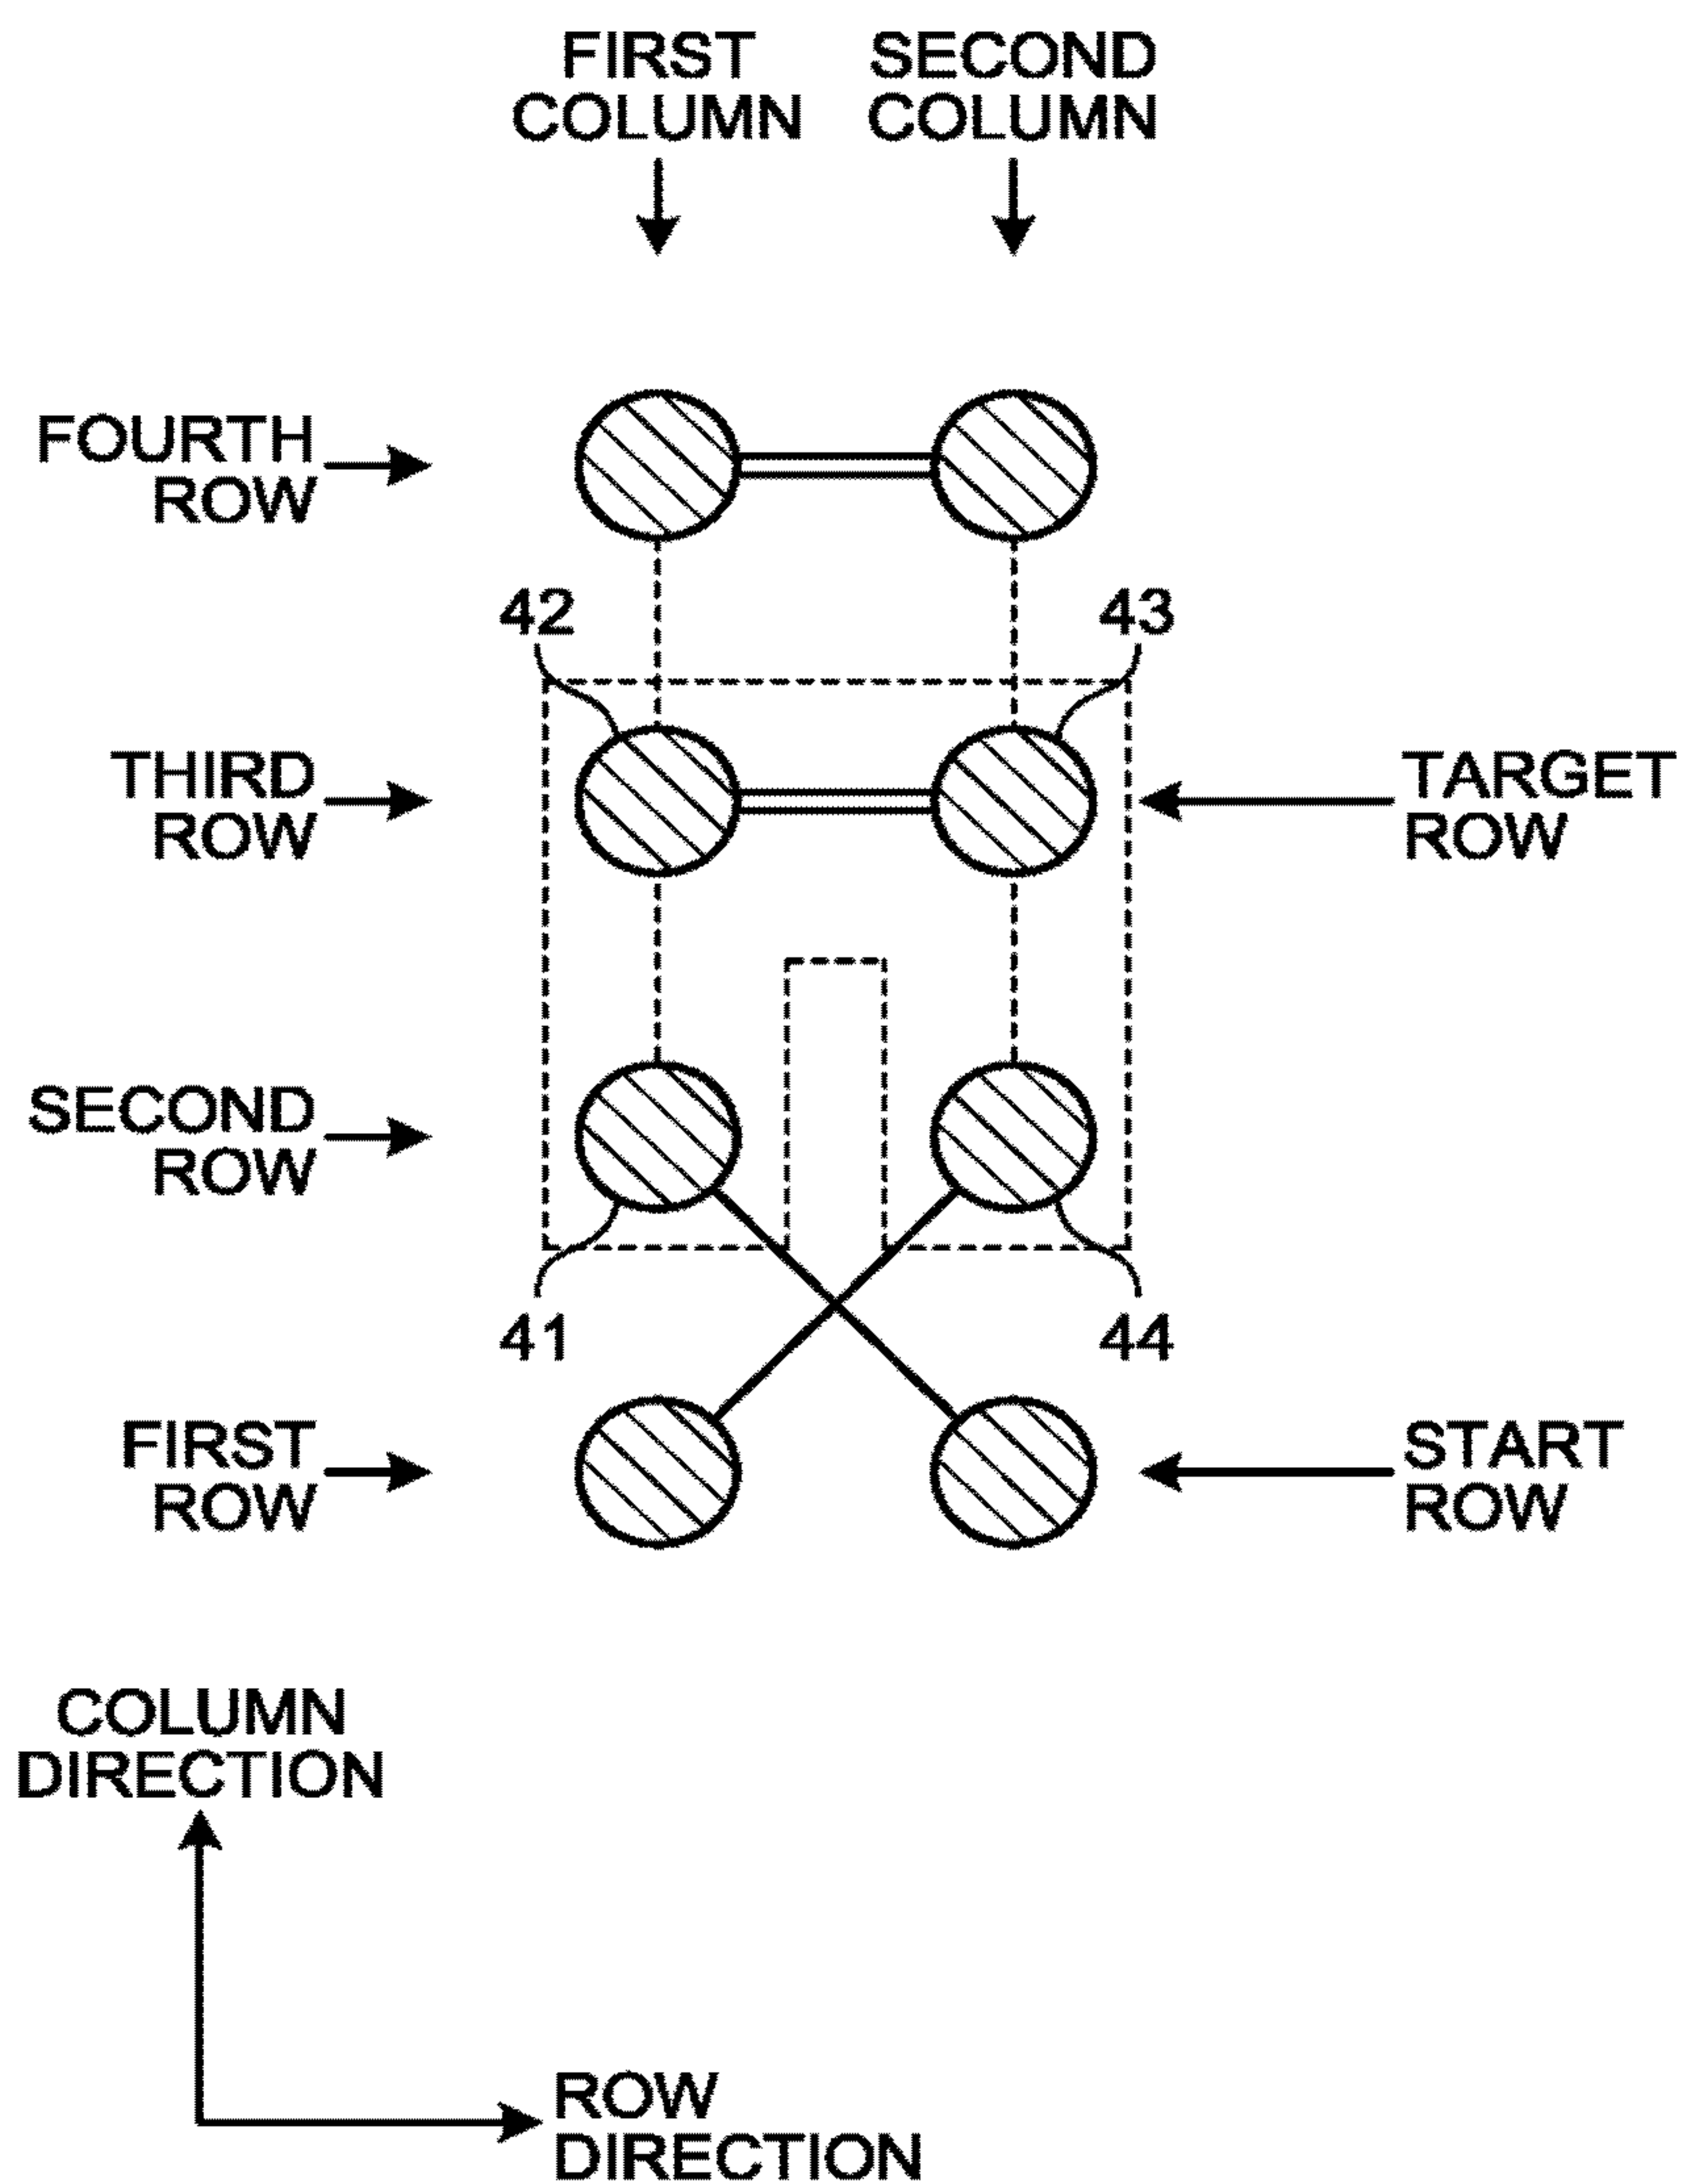 FIRST
COLUMN
SECOND
COLUMN
FOURTH
ROW
42
43
THIRD
ROW
TARGET
ROW
SECOND
ROW
41
44
FIRST
ROW
START
ROW
COLUMN
DIRECTION
ROW
DIRECTION